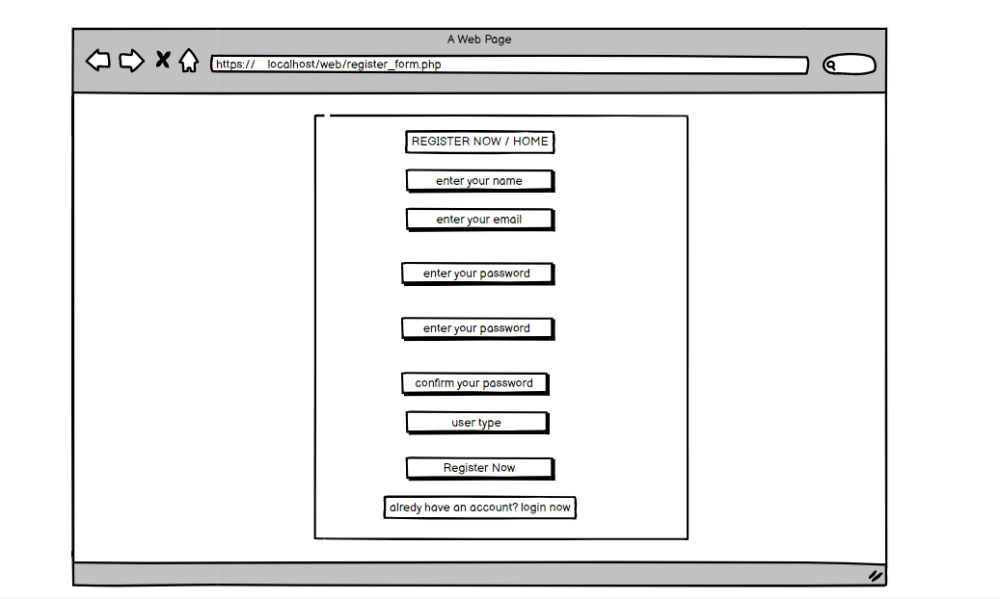 A Web Page
https:// localhost/web/register_form.php
REGISTER NOW / HOME
enter your name
enter your email
enter your password
enter your password
confirm your password
user type
Register Now
alredy have an account? login now